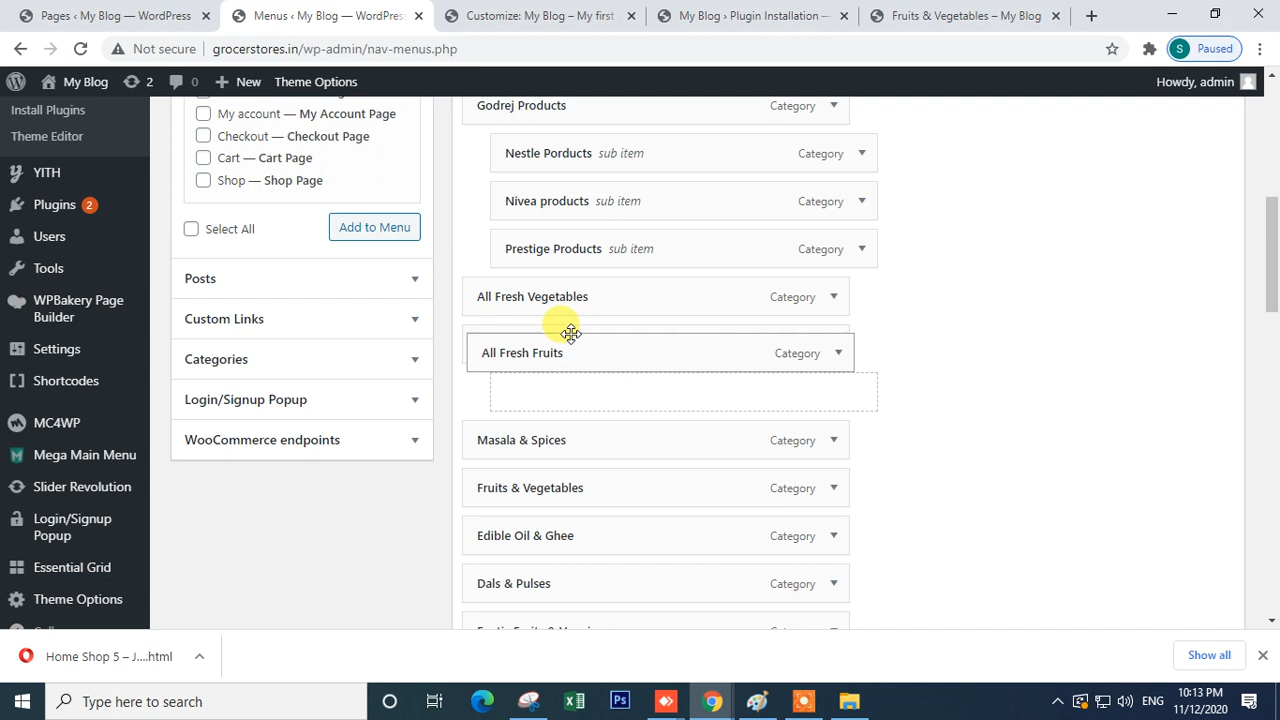 Pages ‹ My Blog — WordPress
Menus ‹ My Blog — WordPress
Customize: My Blog – My first
My Blog › Plugin Installation —
Fruits & Vegetables – My Blog
Not secure
grocerstores.in/wp-admin/nav-menus.php
S
Paused
My Blog
2
0
New
Theme Options
Howdy, admin
Install Plugins
Theme Editor
YITH
Plugins 2
Users
Tools
WPBakery Page
Builder
Settings
Shortcodes
MC4WP
Mega Main Menu
Slider Revolution
Login/Signup
Popup
Essential Grid
Theme Options
My account — My Account Page
Checkout — Checkout Page
Cart — Cart Page
Shop — Shop Page
Select All
Add to Menu
Posts
Custom Links
Categories
Login/Signup Popup
WooCommerce endpoints
Godrej Products Category
Nestle Porducts sub item Category
Nivea products sub item Category
Prestige Products sub item Category
All Fresh Vegetables Category
All Fresh Fruits Category
Masala & Spices Category
Fruits & Vegetables Category
Edible Oil & Ghee Category
Dals & Pulses Category
Home Shop 5 – J....html
Show all
Type here to search
Ps
ENG
10:13 PM
11/12/2020